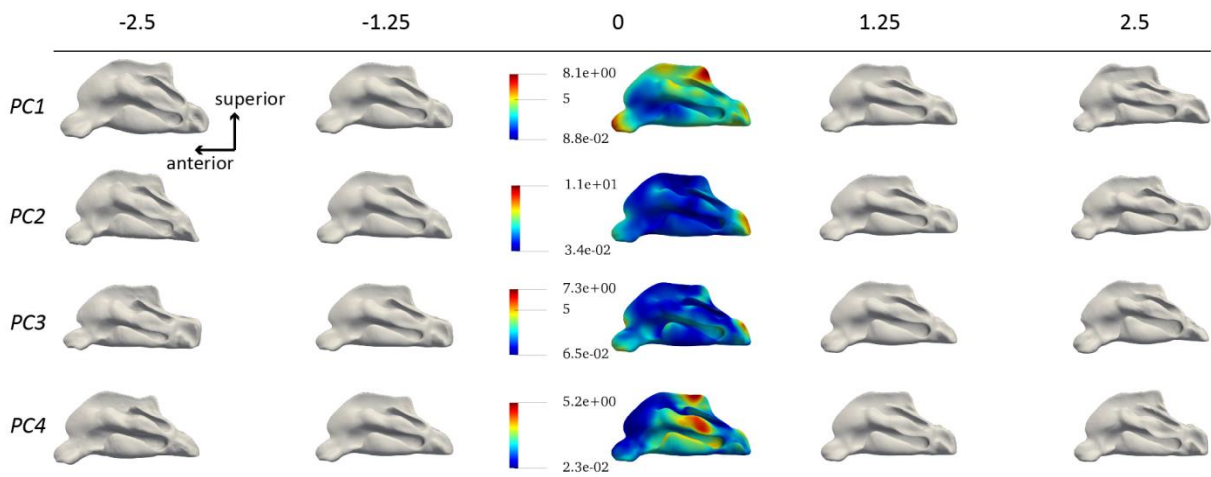 -2.5 -1.25 0 1.25 2.5
PC1
superior
anterior
8.1e+00
5
8.8e-02
PC2
1.1e+01
3.4e-02
PC3
7.3e+00
5
6.5e-02
PC4
5.2e+00
2.3e-02